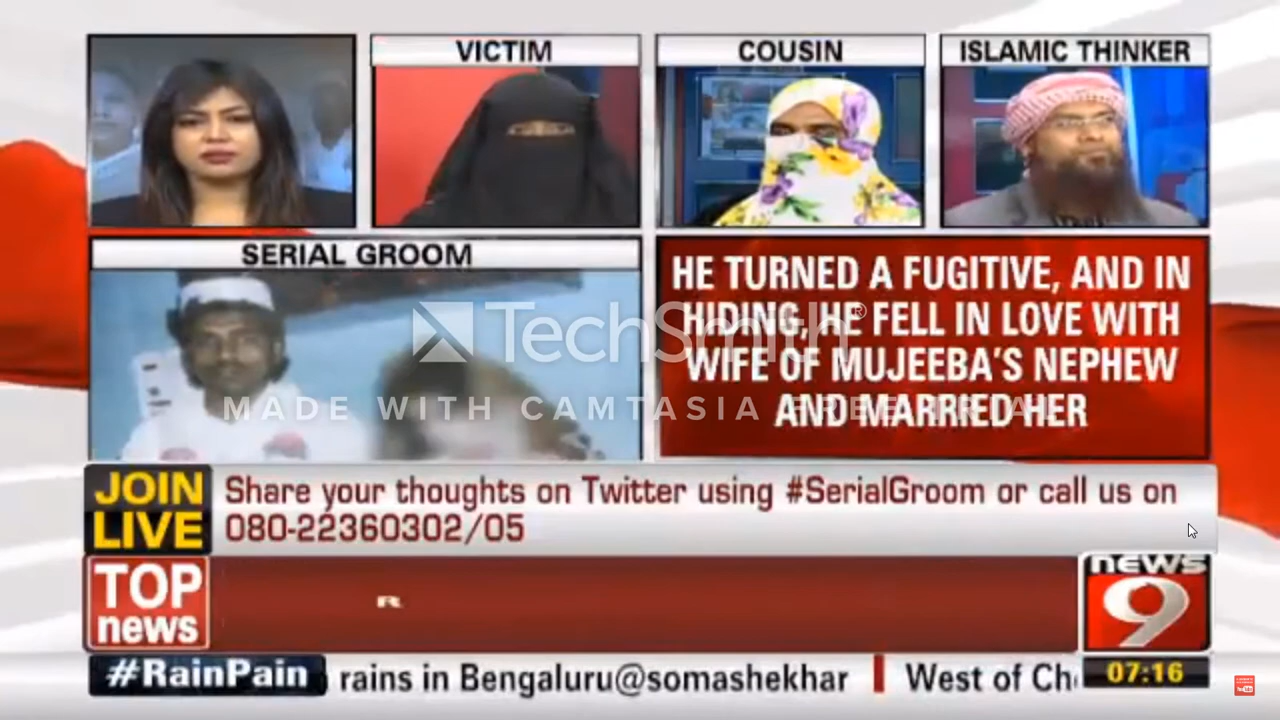 VICTIM
COUSIN
ISLAMIC THINKER
SERIAL GROOM
HE TURNED A FUGITIVE, AND IN
HIDING, HE FELL IN LOVE WITH
WIFE OF MUJEEBA'S NEPHEW
AND MARRIED HER
TechSmith®
MADE WITH CAMTASIA FREE TRIAL
JOIN
LIVE
Share your thoughts on Twitter using #SerialGroom or call us on
080-22360302/05
TOP
news
R
news
9
#RainPain
rains in Bengaluru@somashekhar
West of Ch
07:16